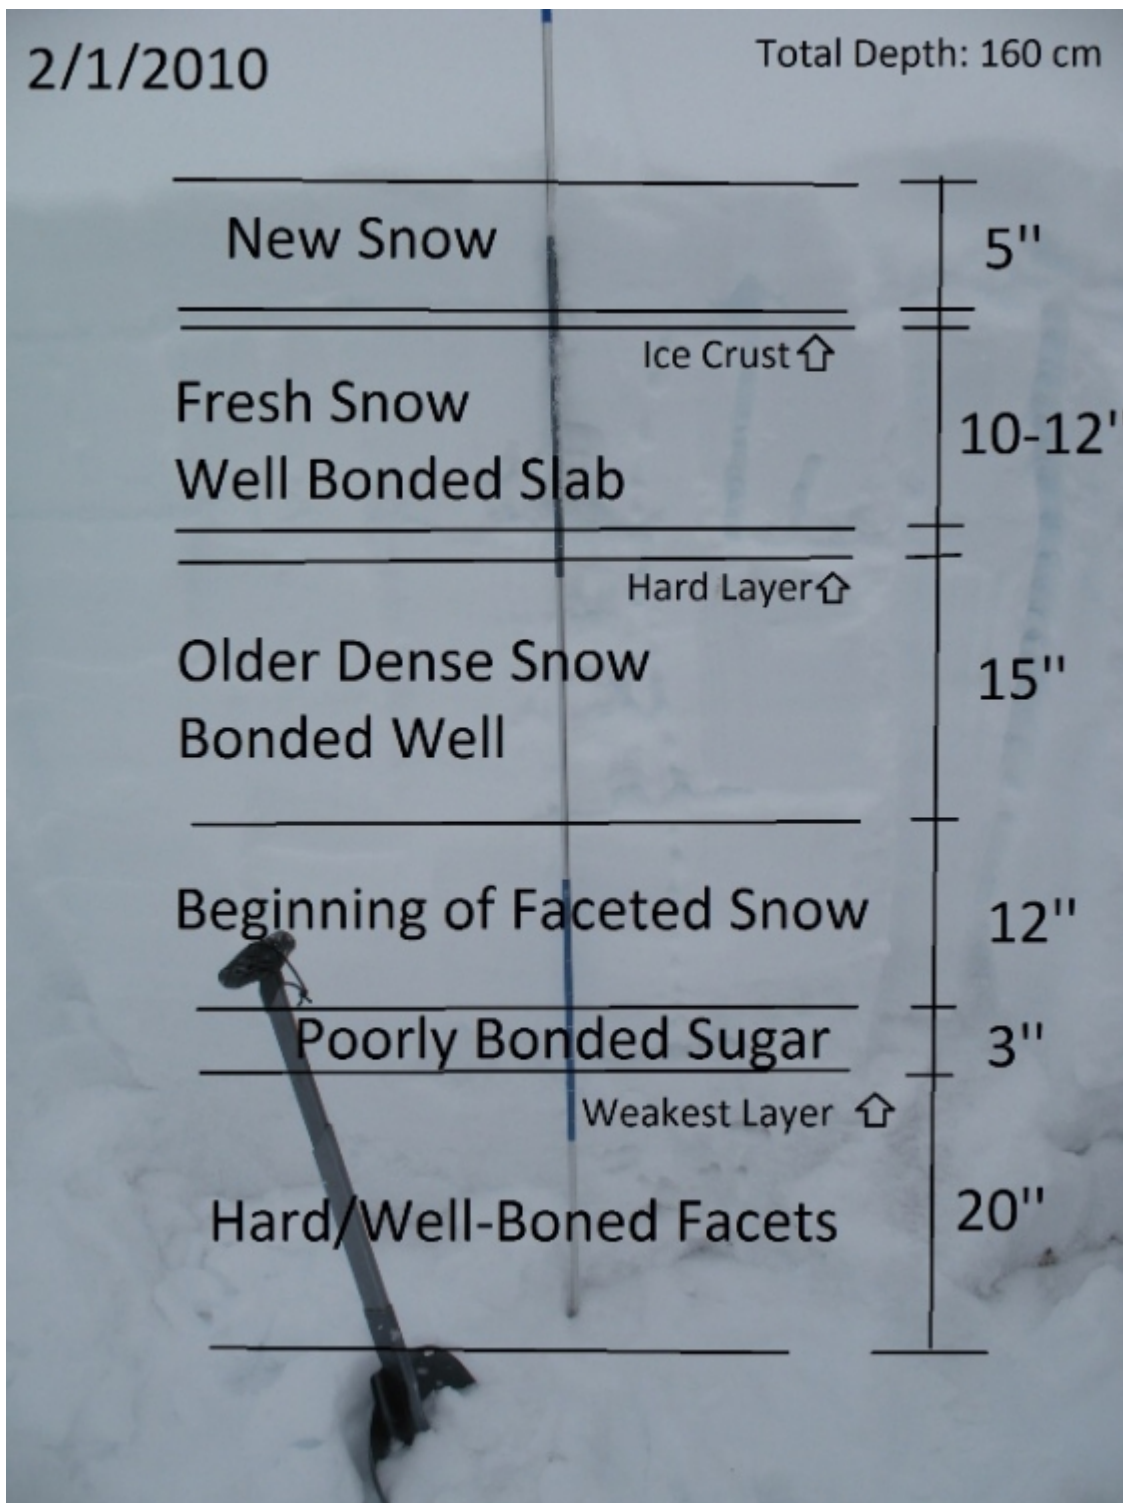 2/1/2010
Total Depth: 160 cm
New Snow
5"
Ice Crust
Fresh Snow
Well Bonded Slab
10-12'
Hard Layer
Older Dense Snow
Bonded Well
15"
Beginning of Faceted Snow
12"
Poorly Bonded Sugar
3"
Weakest Layer
Hard/Well-Boned Facets
20"